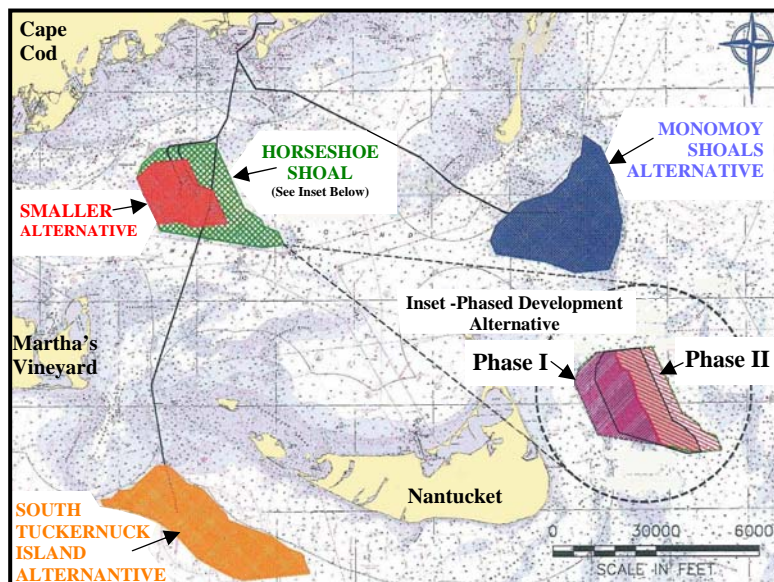 Cape
Cod
MONOMOY
SHOALS
ALTERNATIVE
HORSESHOE
SHOAL
(See Inset Below)
SMALLER
ALTERNATIVE
Inset -Phased Development
Alternative
Martha's
Vineyard
Phase I
Phase II
Nantucket
SOUTH
TUCKERNUCK
ISLAND
ALTERNANTIVE
0
30000
6000
SCALE IN FEET